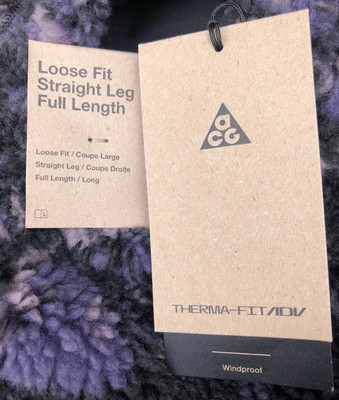 Loose Fit
Straight Leg
Full Length
Loose Fit / Coupe Large
Straight Leg / Coupe Droite
Full Length / Long
1
aCG
THERMA-FIT ADV
Windproof